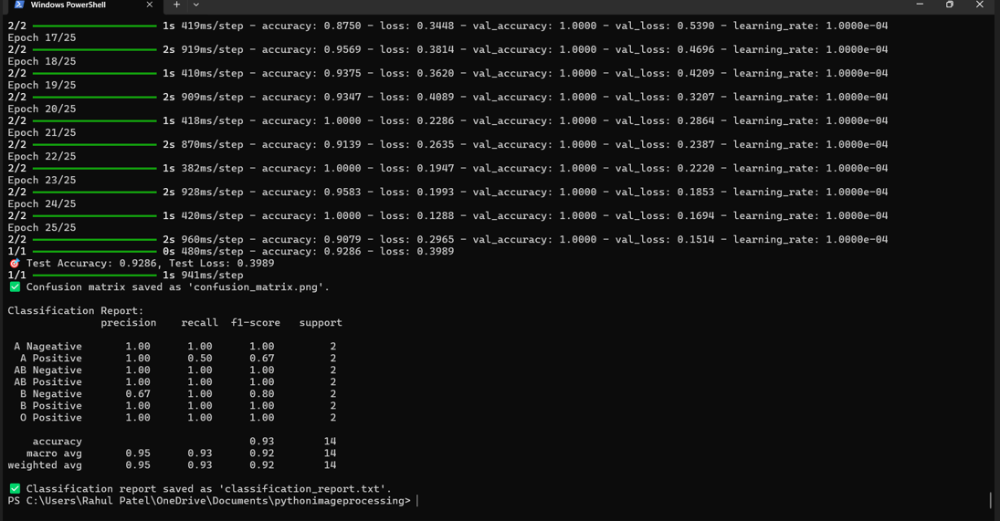 Windows PowerShell
2/2 1s 419ms/step - accuracy: 0.8750 - loss: 0.3448 - val_accuracy: 1.0000 - val_loss: 0.5390 - learning_rate: 1.0000e-04
Epoch 17/25
2/2 2s 919ms/step - accuracy: 0.9569 - loss: 0.3814 - val_accuracy: 1.0000 - val_loss: 0.4696 - learning_rate: 1.0000e-04
Epoch 18/25
2/2 1s 410ms/step - accuracy: 0.9375 - loss: 0.3620 - val_accuracy: 1.0000 - val_loss: 0.4209 - learning_rate: 1.0000e-04
Epoch 19/25
2/2 2s 909ms/step - accuracy: 0.9347 - loss: 0.4089 - val_accuracy: 1.0000 - val_loss: 0.3207 - learning_rate: 1.0000e-04
Epoch 20/25
2/2 1s 418ms/step - accuracy: 1.0000 - loss: 0.2286 - val_accuracy: 1.0000 - val_loss: 0.2864 - learning_rate: 1.0000e-04
Epoch 21/25
2/2 2s 870ms/step - accuracy: 0.9139 - loss: 0.2635 - val_accuracy: 1.0000 - val_loss: 0.2387 - learning_rate: 1.0000e-04
Epoch 22/25
2/2 1s 382ms/step - accuracy: 1.0000 - loss: 0.1947 - val_accuracy: 1.0000 - val_loss: 0.2220 - learning_rate: 1.0000e-04
Epoch 23/25
2/2 2s 928ms/step - accuracy: 0.9583 - loss: 0.1993 - val_accuracy: 1.0000 - val_loss: 0.1853 - learning_rate: 1.0000e-04
Epoch 24/25
2/2 1s 420ms/step - accuracy: 1.0000 - loss: 0.1288 - val_accuracy: 1.0000 - val_loss: 0.1694 - learning_rate: 1.0000e-04
Epoch 25/25
2/2 2s 960ms/step - accuracy: 0.9079 - loss: 0.2965 - val_accuracy: 1.0000 - val_loss: 0.1514 - learning_rate: 1.0000e-04
1/1 0s 480ms/step - accuracy: 0.9286 - loss: 0.3989
🎯 Test Accuracy: 0.9286, Test Loss: 0.3989
1/1 1s 941ms/step
✅ Confusion matrix saved as 'confusion_matrix.png'.
Classification Report:
precision recall f1-score support
A Nageative 1.00 1.00 1.00 2
A Positive 1.00 0.50 0.67 2
AB Negative 1.00 1.00 1.00 2
AB Positive 1.00 1.00 1.00 2
B Negative 0.67 1.00 0.80 2
B Positive 1.00 1.00 1.00 2
O Positive 1.00 1.00 1.00 2
accuracy 0.93 14
macro avg 0.95 0.93 0.92 14
weighted avg 0.95 0.93 0.92 14
✅ Classification report saved as 'classification_report.txt'.
PS C:\Users\Rahul Patel\OneDrive\Documents\pythonimageprocessing>